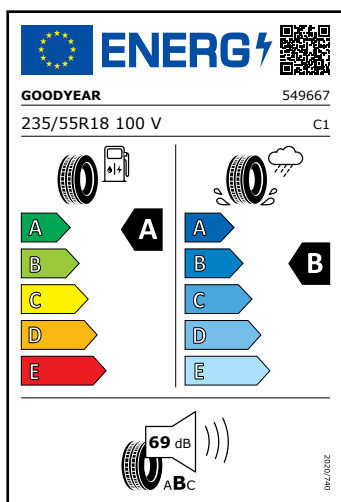 ENERG
GOODYEAR 549667
235/55R18 100 V C1
A A
B
C
D
E
A
B B
C
D
E
69 dB
ABC
2020/740